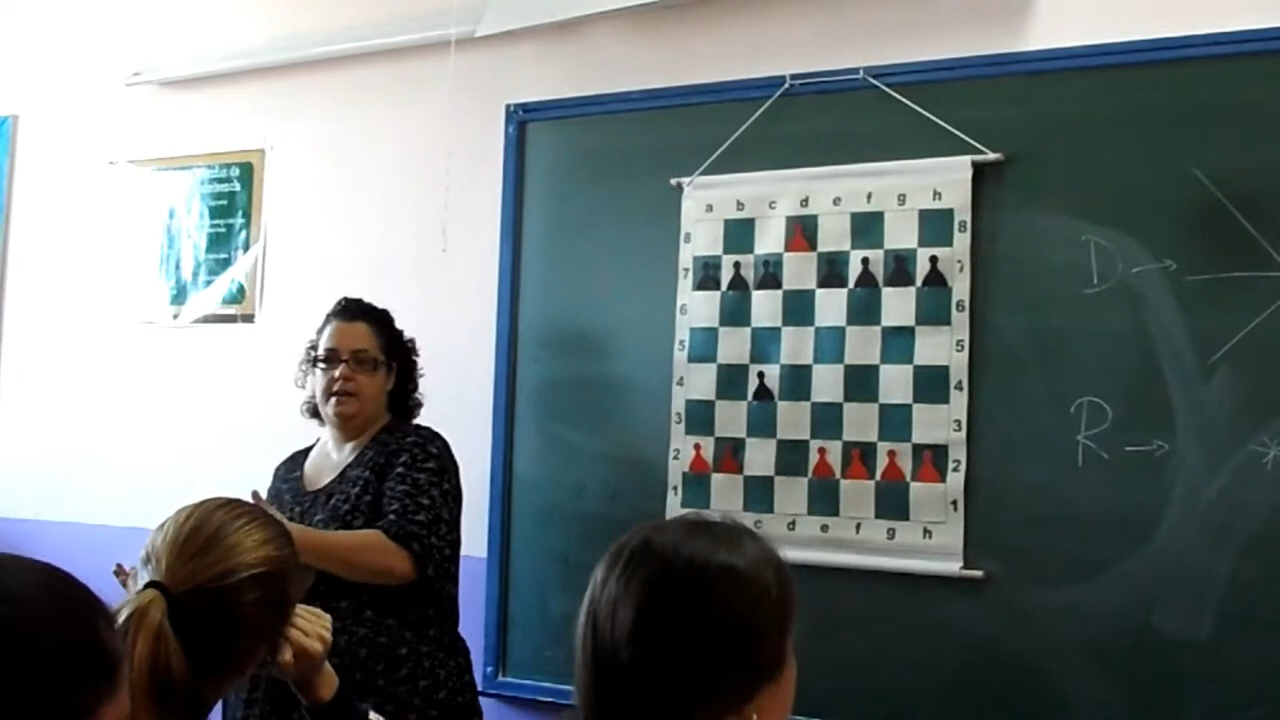 a b c d e f g h
8 8
7 7
6 6
5 5
4 4
3 3
2 2
1 1
c d e f g h
D →
R →